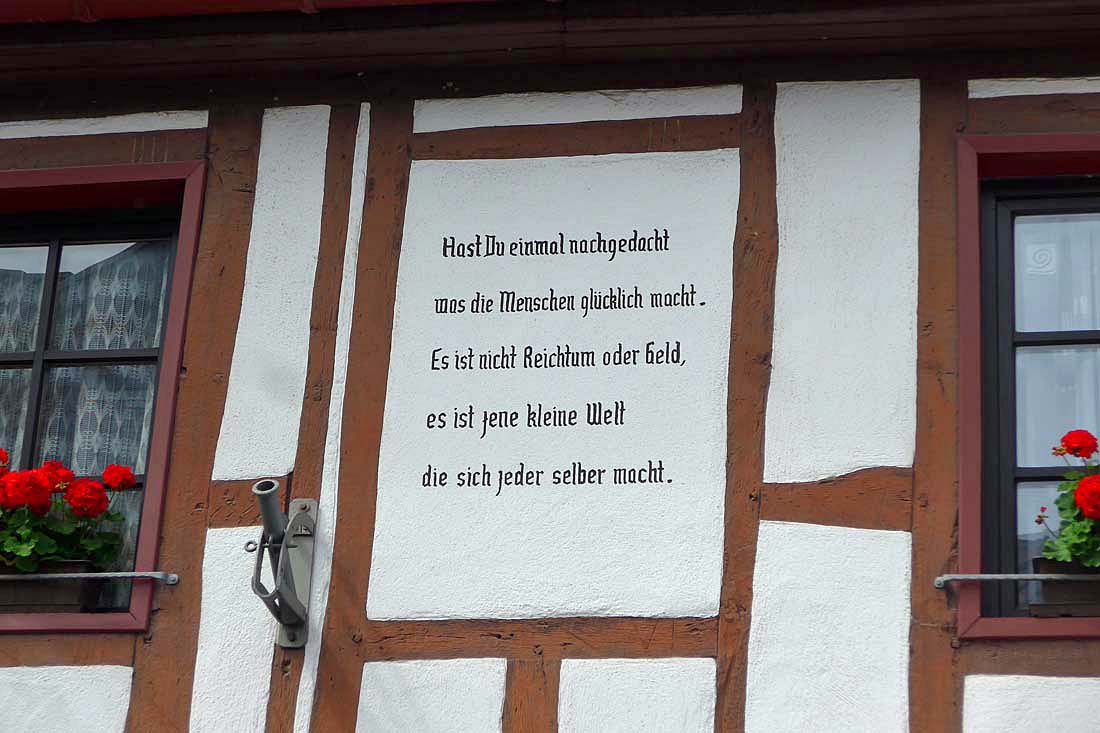 Hast Du einmal nachgedacht
was die Menschen glücklich macht.
Es ist nicht Reichtum oder Geld,
es ist jene kleine Welt
die sich jeder selber macht.